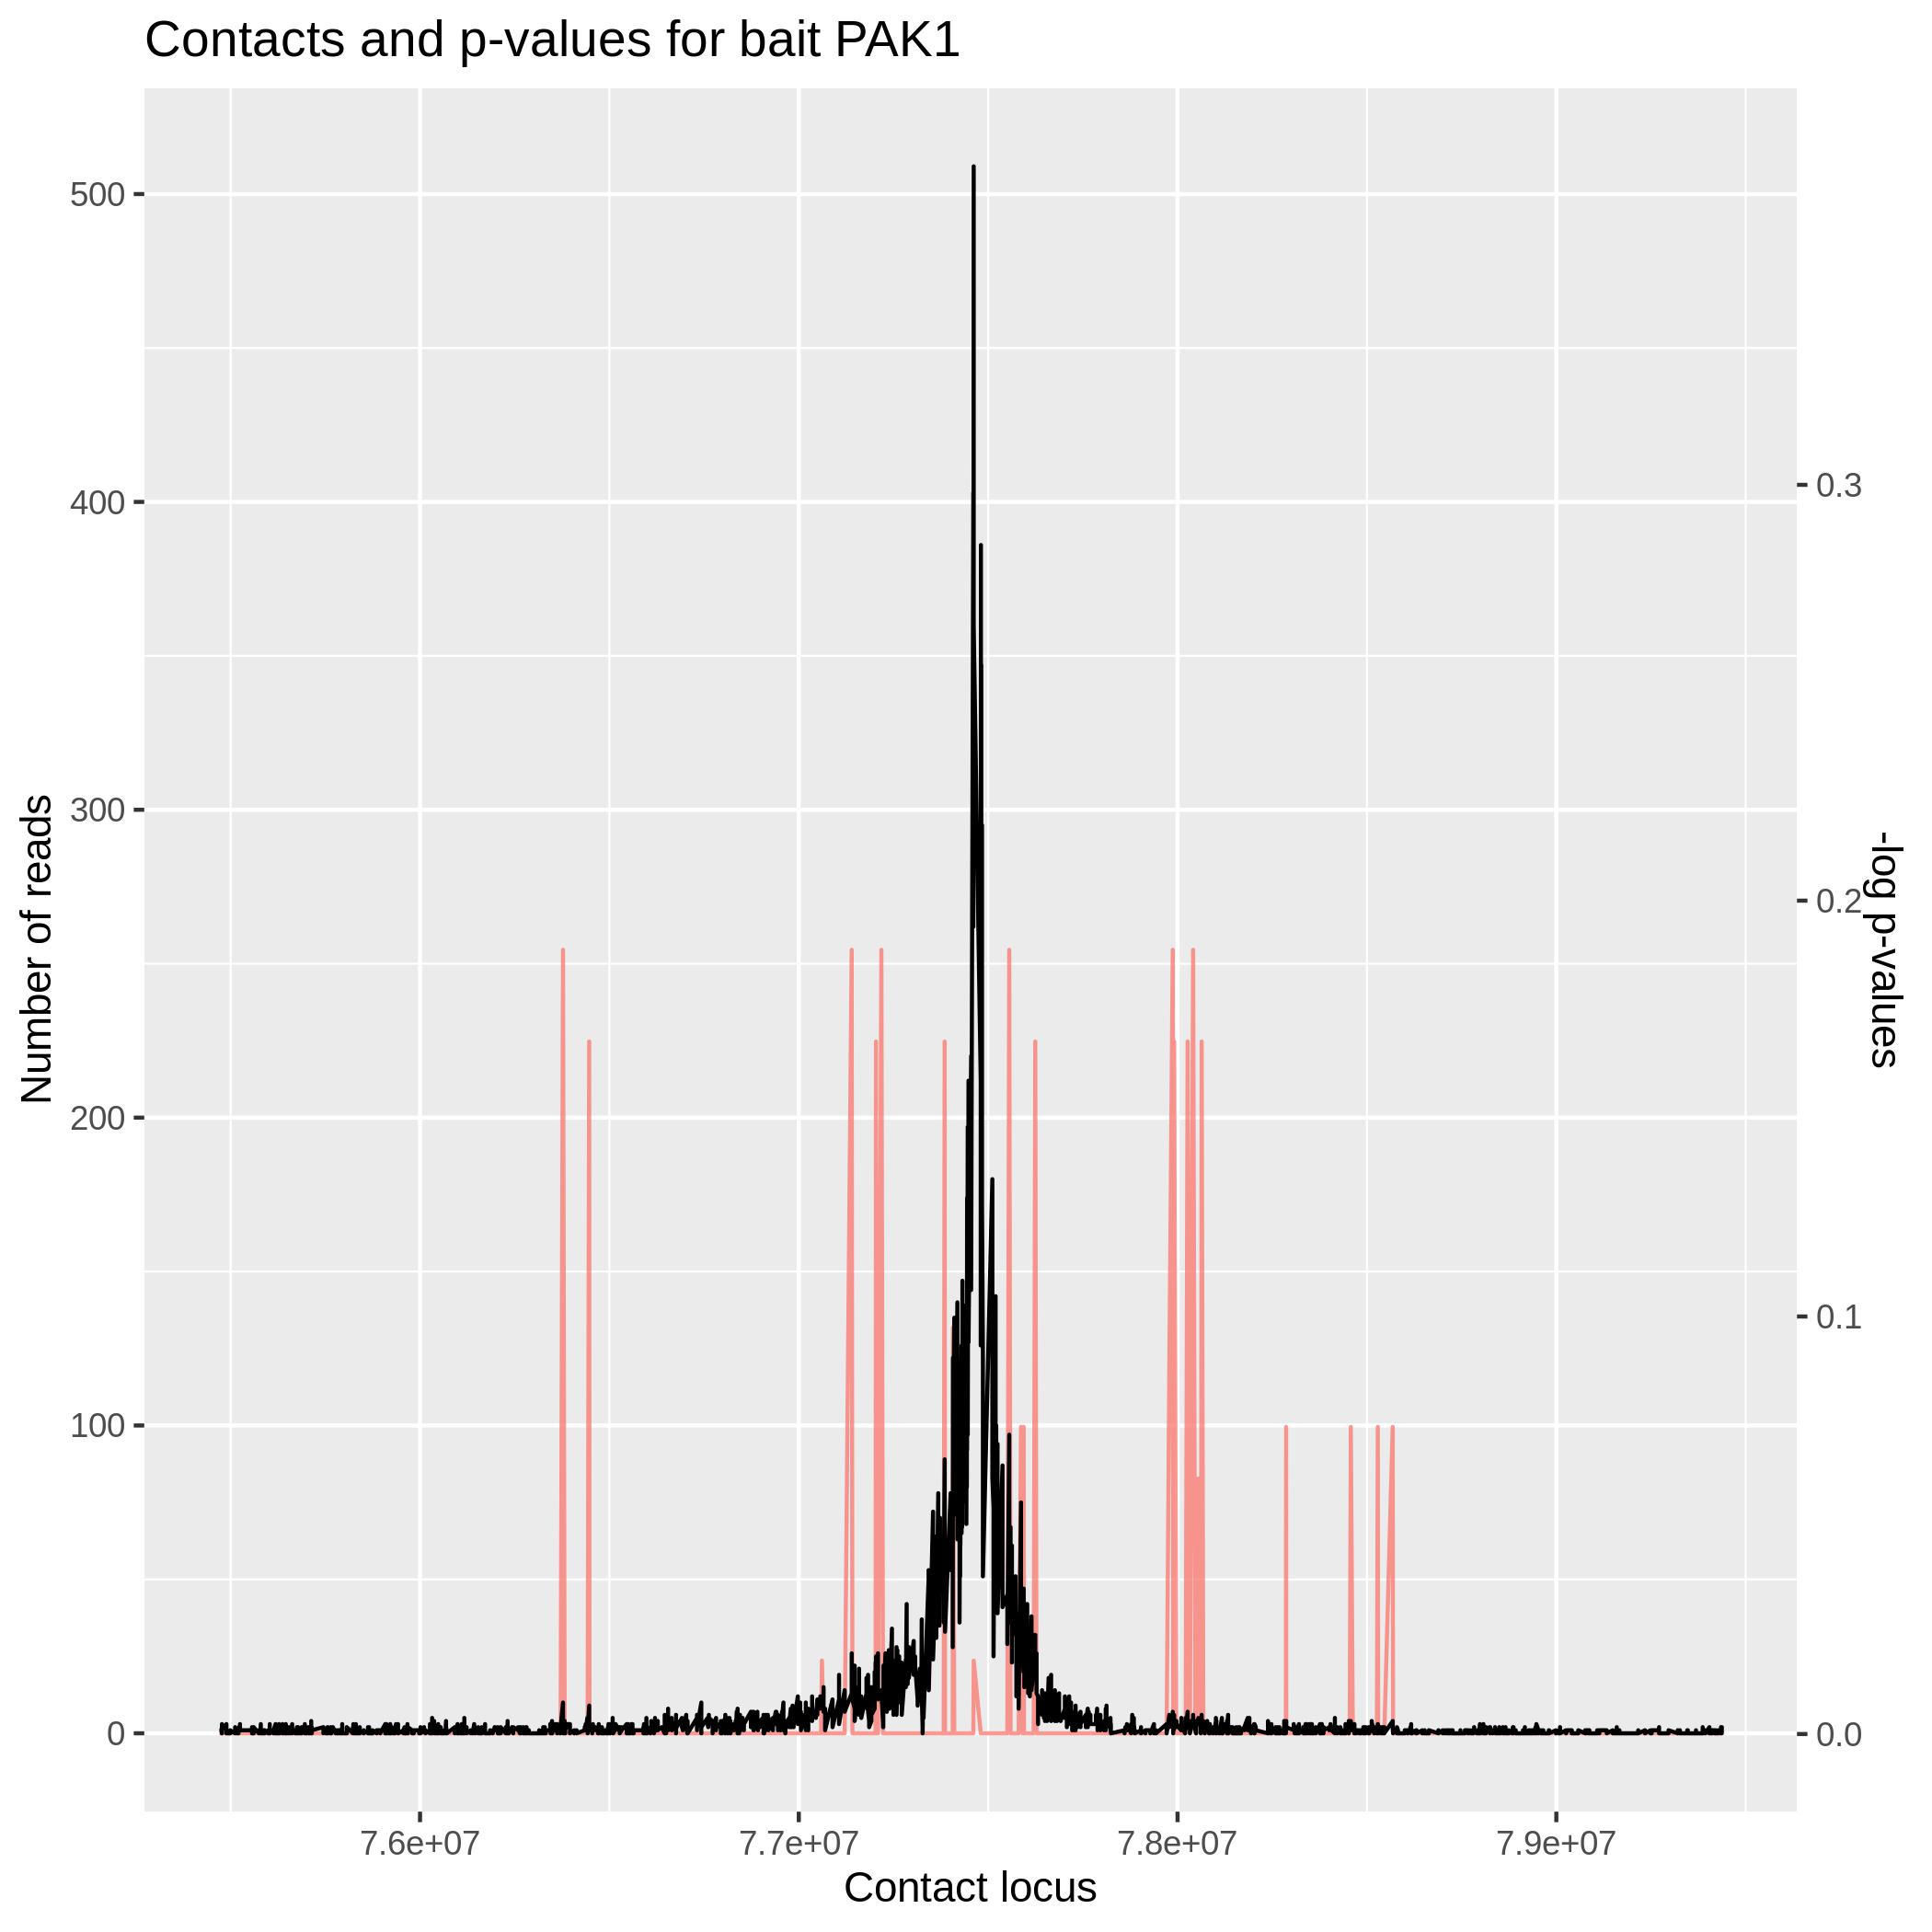 Contacts and p-values for bait PAK1
500
400
300
200
100
0
Number of reads
0.3
0.2
0.1
0.0
-log p-values
7.6e+07
7.7e+07
7.8e+07
7.9e+07
Contact locus